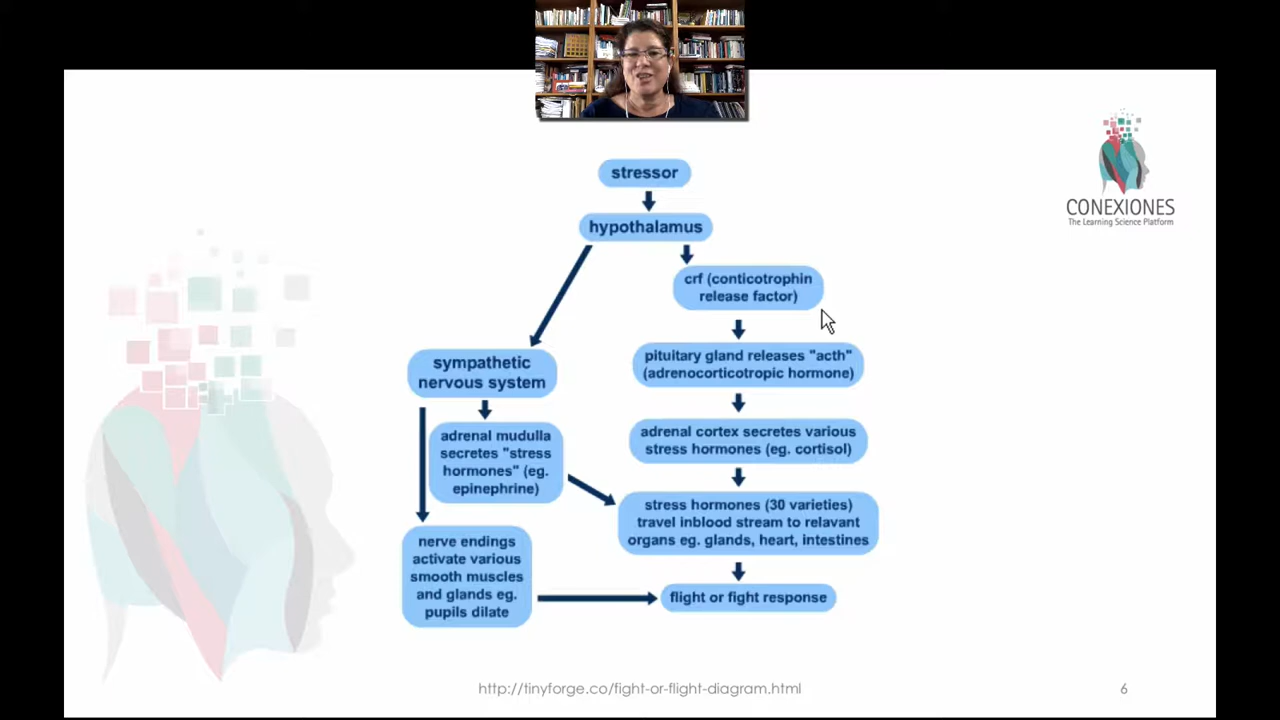 stressor
hypothalamus
crf (conticotrophin
release factor)
pituitary gland releases "acth"
(adrenocorticotropic hormone)
adrenal cortex secretes various
stress hormones (eg. cortisol)
sympathetic
nervous system
adrenal mudulla
secretes "stress
hormones" (eg.
epinephrine)
stress hormones (30 varieties)
travel inblood stream to relavant
organs eg. glands, heart, intestines
nerve endings
activate various
smooth muscles
and glands eg.
pupils dilate
flight or fight response
CONEXIONES
The Learning Science Platform
http://tinyforge.co/fight-or-flight-diagram.html
6